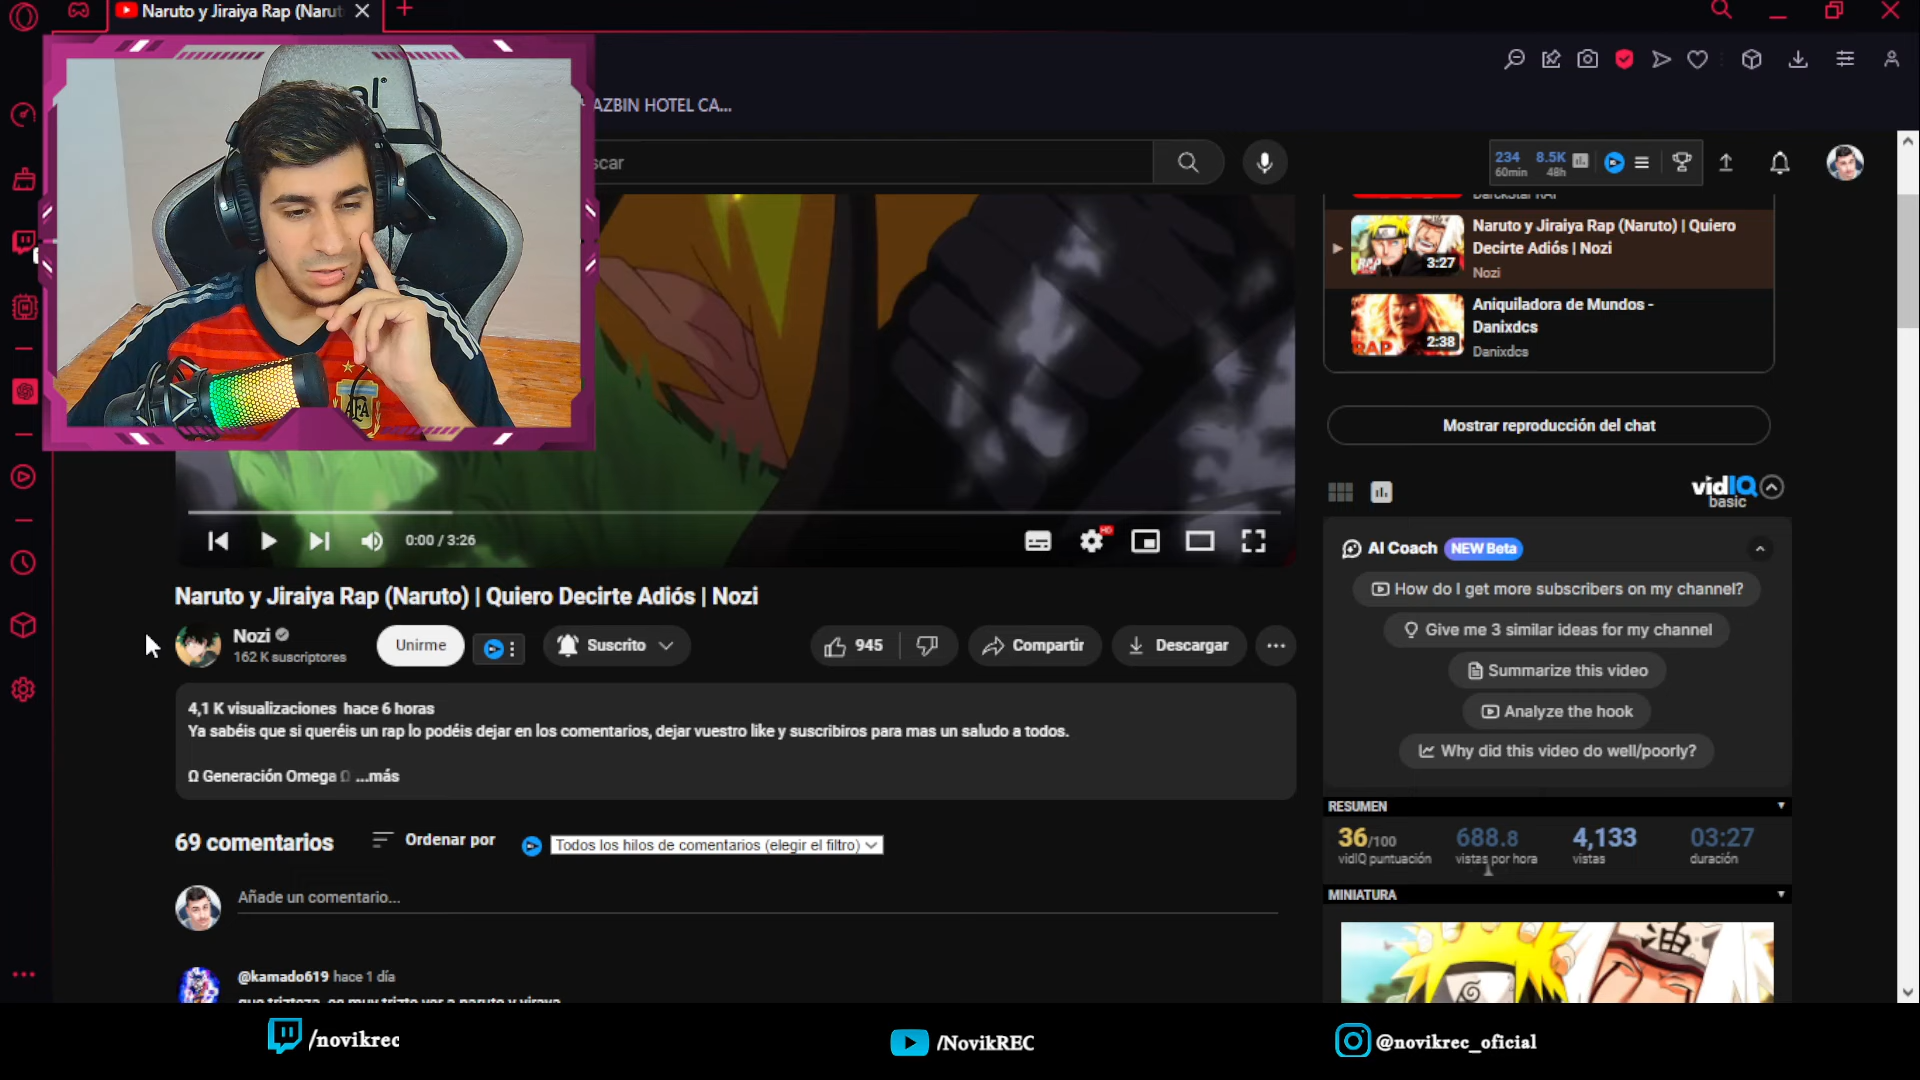 Naruto y Jiraiya Rap (Narut
AZBIN HOTEL CA...
scar
234
60min
8.5K
48h
Naruto y Jiraiya Rap (Naruto) | Quiero
Decirte Adiós | Nozi
Nozi
3:27
RAP
Aniquiladora de Mundos -
Danixdcs
Danixdcs
2:38
RAP
Mostrar reproducción del chat
0:00 / 3:26
HD
Naruto y Jiraiya Rap (Naruto) | Quiero Decirte Adiós | Nozi
Nozi
162 K suscriptores
Unirme
Suscrito
945
Compartir
Descargar
4,1 K visualizaciones hace 6 horas
Ya sabéis que si queréis un rap lo podéis dejar en los comentarios, dejar vuestro like y suscribiros para mas un saludo a todos.
Ω Generación Omega Ω ...más
69 comentarios
Ordenar por
Todos los hilos de comentarios (elegir el filtro)
Añade un comentario...
@kamado619 hace 1 día
vidIQ
basic
AI Coach NEW Beta
How do I get more subscribers on my channel?
Give me 3 similar ideas for my channel
Summarize this video
Analyze the hook
Why did this video do well/poorly?
RESUMEN
36/100
vidIQ puntuación
688.8
vistas por hora
4,133
vistas
03:27
duración
MINIATURA
油
AFA
/novikrec
/NovikREC
@novikrec_oficial